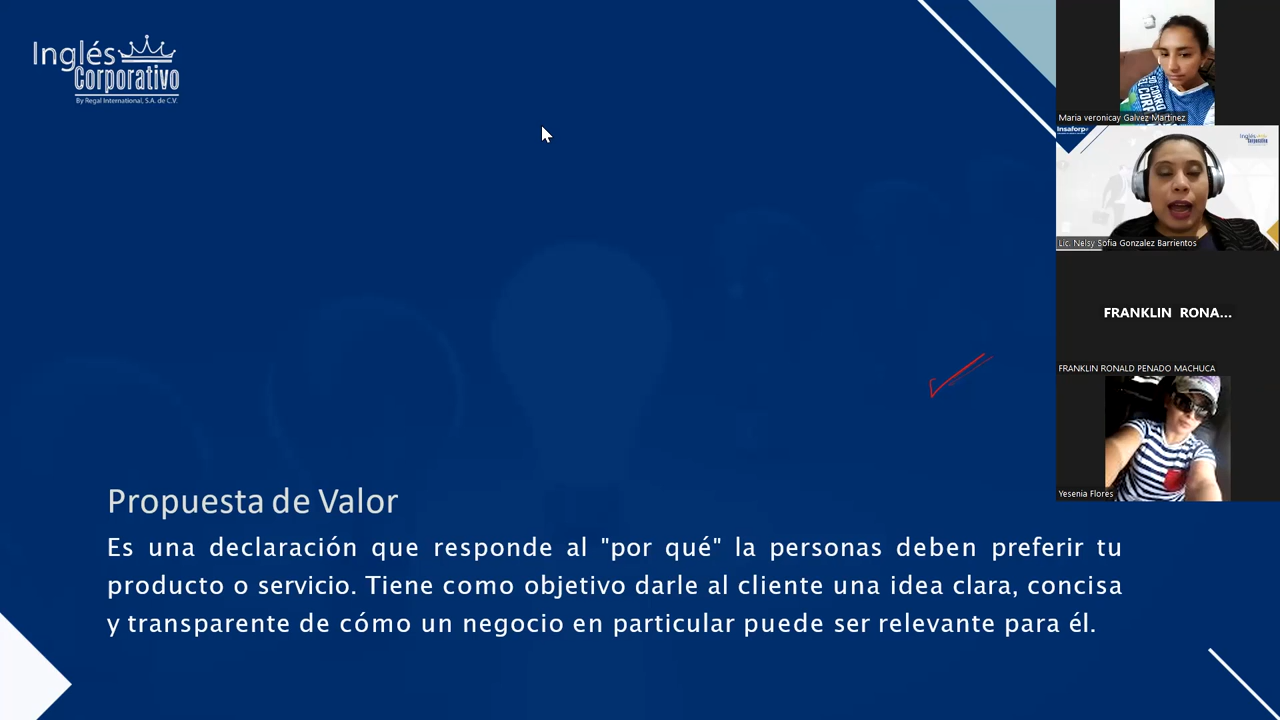 Inglés
Corporativo
By Regal International, S.A. de C.V.
Propuesta de Valor
Es una declaración que responde al "por qué" la personas deben preferir tu
producto o servicio. Tiene como objetivo darle al cliente una idea clara, concisa
y transparente de cómo un negocio en particular puede ser relevante para él.
Maria veronicay Galvez Martinez
Insaforp
Inglés
Corporativo
Lic. Nelsy Sofia Gonzalez Barrientos
FRANKLIN RONA...
FRANKLIN RONALD PENADO MACHUCA
Yesenia Flores